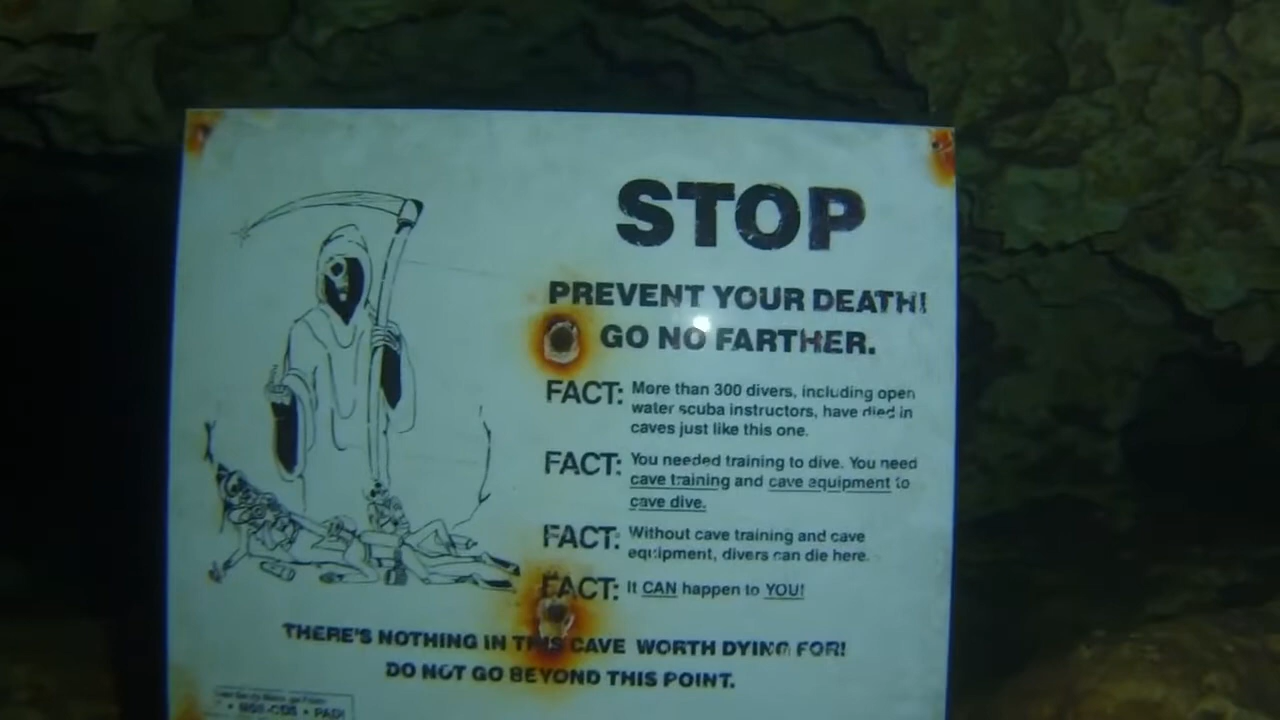 STOP
PREVENT YOUR DEATH!
GO NO FARTHER.
FACT: More than 300 divers, including open
water scuba instructors, have died in
caves just like this one.
FACT: You needed training to dive. You need
cave training and cave equipment to
cave dive.
FACT: Without cave training and cave
equipment, divers can die here.
FACT: It CAN happen to YOU!
THERE'S NOTHING IN THIS CAVE WORTH DYING FOR!
DO NOT GO BEYOND THIS POINT.
• NSS-CDS • PADI